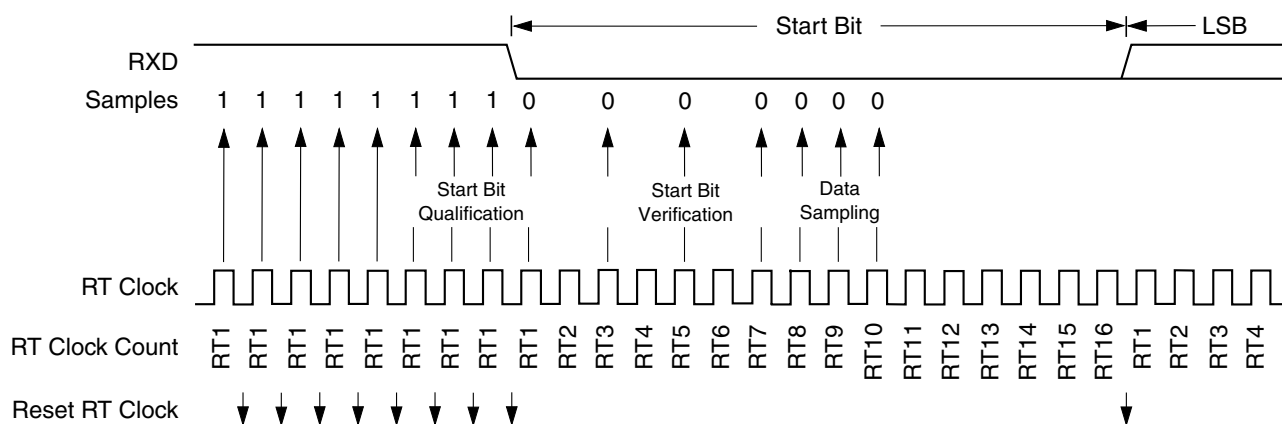 Start Bit LSB
RXD
Samples 1 1 1 1 1 1 1 1 0 0 0 0 0 0 0
Start Bit Qualification
Start Bit Verification
Data Sampling
RT Clock
RT Clock Count RT1 RT1 RT1 RT1 RT1 RT1 RT1 RT1 RT1 RT2 RT3 RT4 RT5 RT6 RT7 RT8 RT9 RT10 RT11 RT12 RT13 RT14 RT15 RT16 RT1 RT2 RT3 RT4
Reset RT Clock